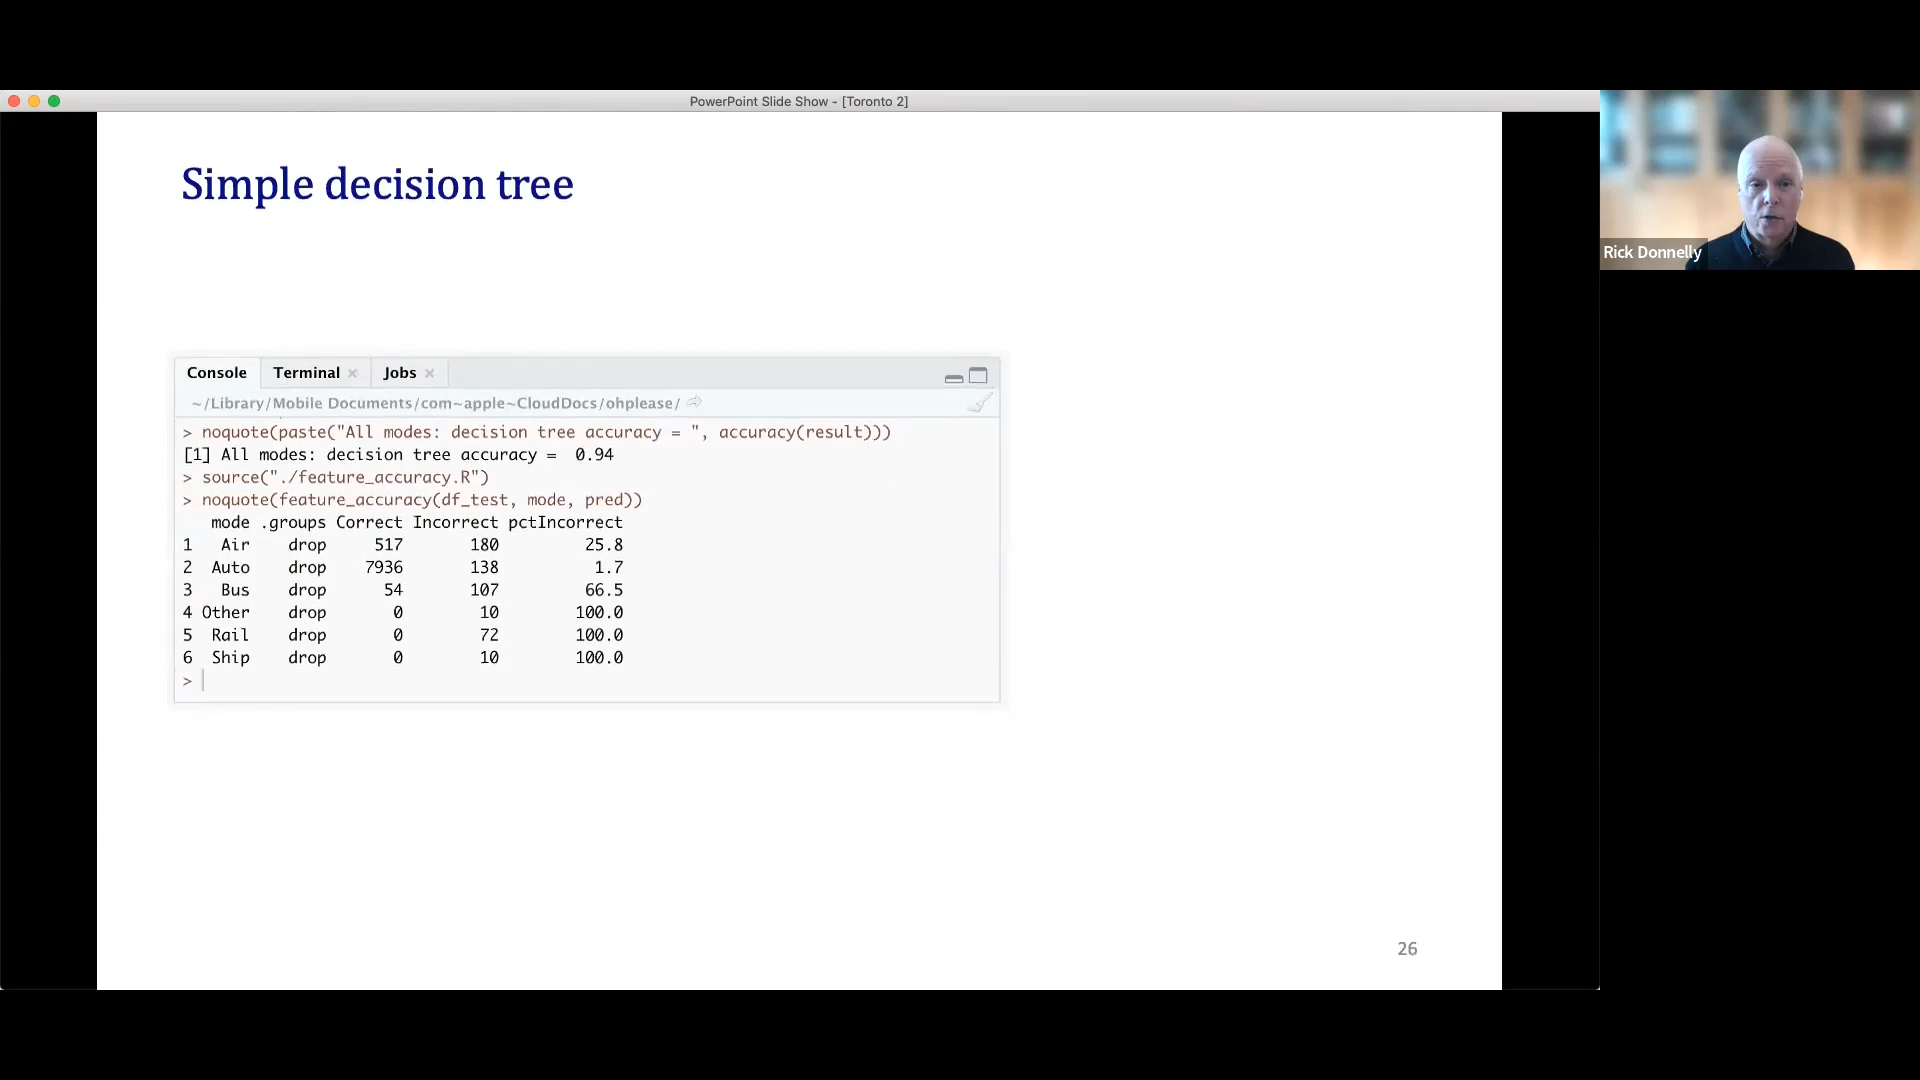 PowerPoint Slide Show - [Toronto 2]
Simple decision tree
Rick Donnelly
Console Terminal × Jobs ×
~/Library/Mobile Documents/com~apple~CloudDocs/ohplease/
> noquote(paste("All modes: decision tree accuracy = ", accuracy(result)))
[1] All modes: decision tree accuracy =  0.94
> source("./feature_accuracy.R")
> noquote(feature_accuracy(df_test, mode, pred))
mode .groups Correct Incorrect pctIncorrect
1 Air drop 517 180 25.8
2 Auto drop 7936 138 1.7
3 Bus drop 54 107 66.5
4 Other drop 0 10 100.0
5 Rail drop 0 72 100.0
6 Ship drop 0 10 100.0
>
26